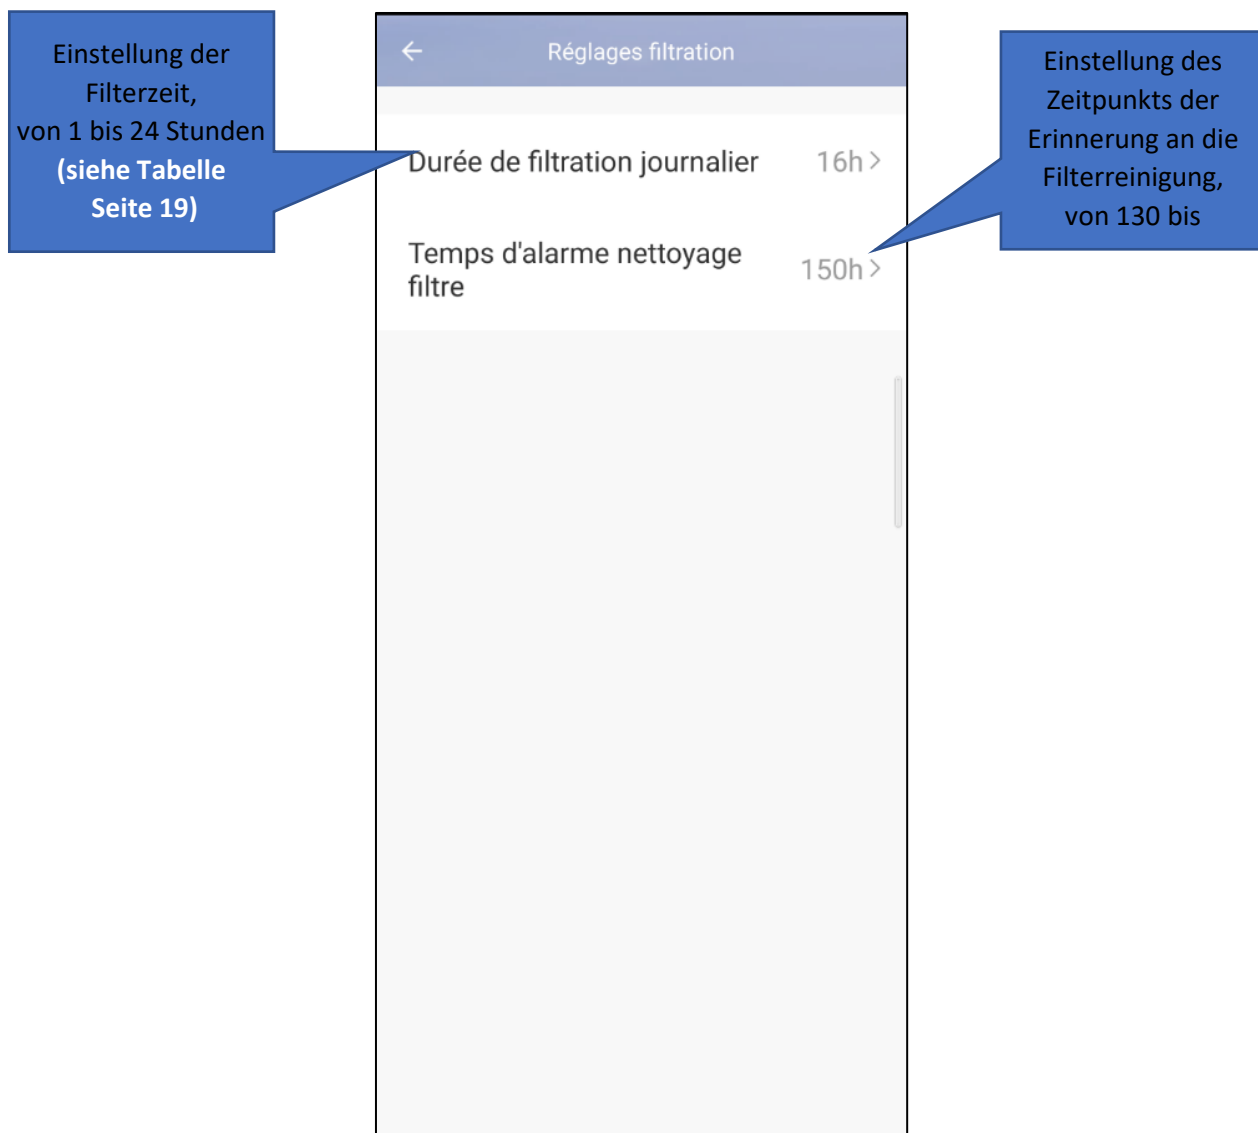 Einstellung der
Filterzeit,
von 1 bis 24 Stunden
(siehe Tabelle
Seite 19)
Réglages filtration
Durée de filtration journalier
16h
Temps d'alarme nettoyage
filtre
150h
Einstellung des
Zeitpunkts der
Erinnerung an die
Filterreinigung,
von 130 bis